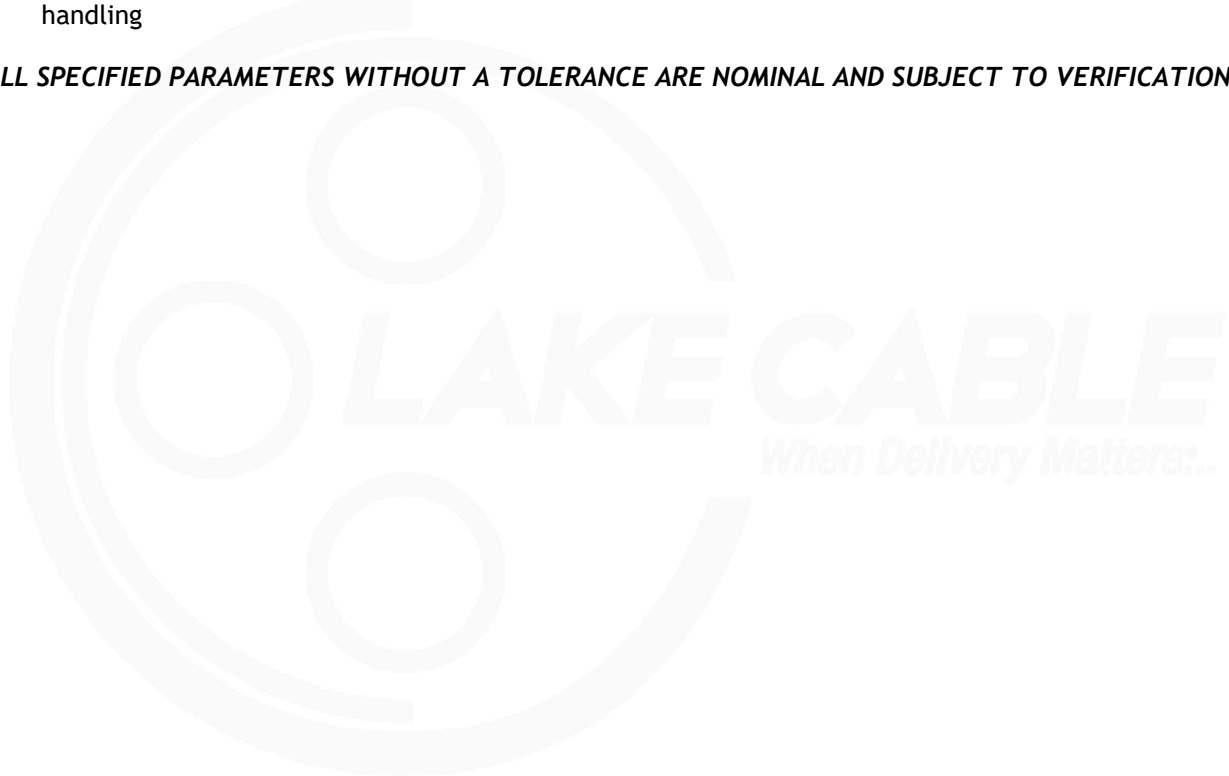 handling
LL SPECIFIED PARAMETERS WITHOUT A TOLERANCE ARE NOMINAL AND SUBJECT TO VERIFICATION
LAKE CABLE
When Delivery Matters...